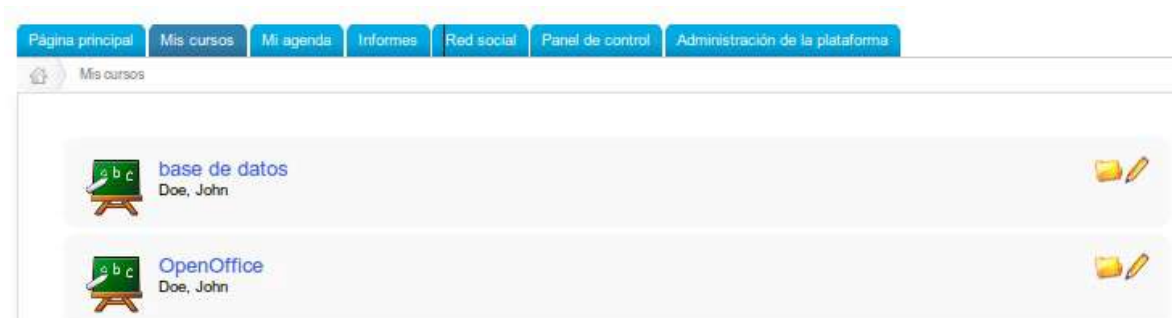 Página principal Mis cursos Mi agenda Informes Red social Panel de control Administración de la plataforma
Mis cursos
base de datos
Doe, John
OpenOffice
Doe, John
a b c
a b c